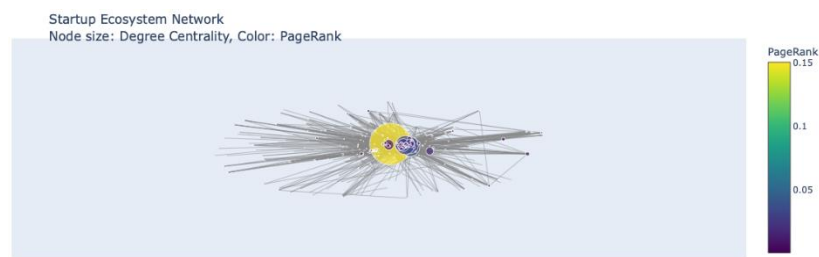 Startup Ecosystem Network
Node size: Degree Centrality, Color: PageRank
PageRank
0.15
0.1
0.05